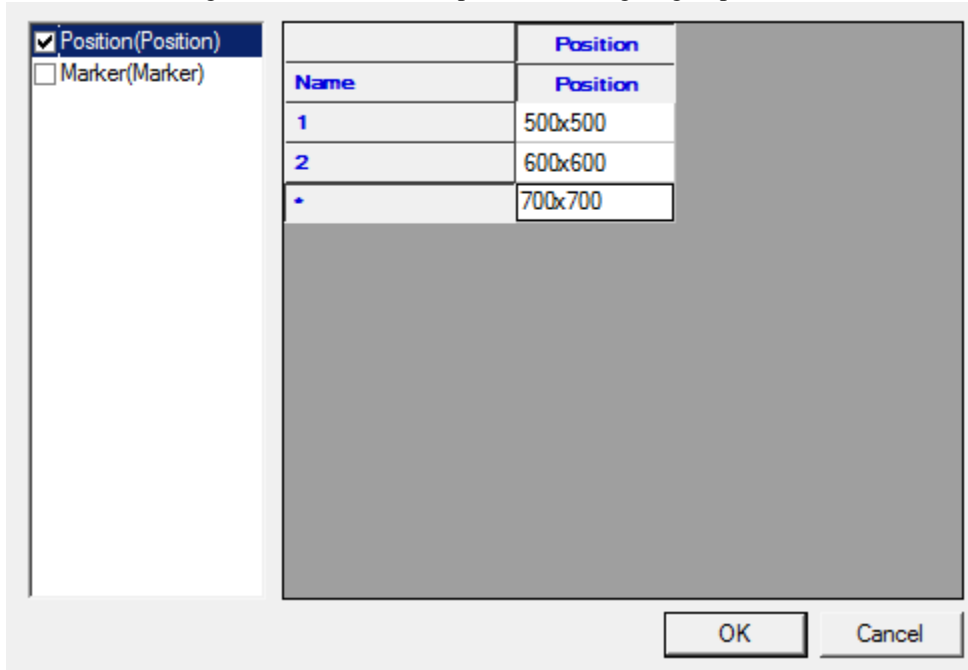 Position(Position)
Marker(Marker)
Position
Name Position
1 500x500
2 600x600
* 700x700
OK Cancel